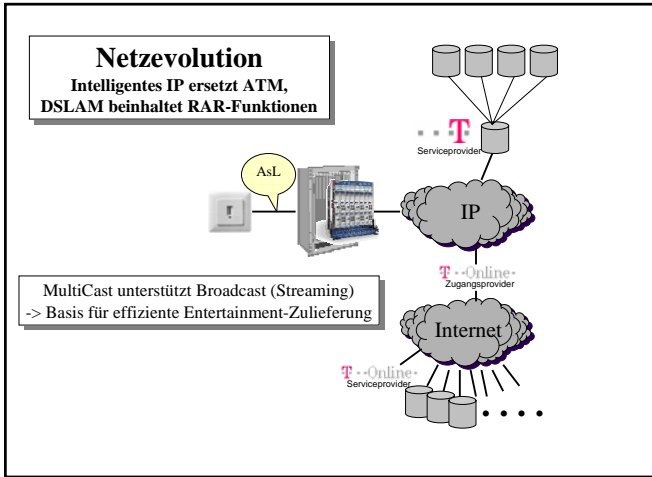 Netzevolution
Intelligentes IP ersetzt ATM,
DSLAM beinhaltet RAR-Funktionen
T
Serviceprovider
AsL
IP
T - -Online-
Zugangsprovider
MultiCast unterstützt Broadcast (Streaming)
-> Basis für effiziente Entertainment-Zulieferung
Internet
T - -Online-
Serviceprovider